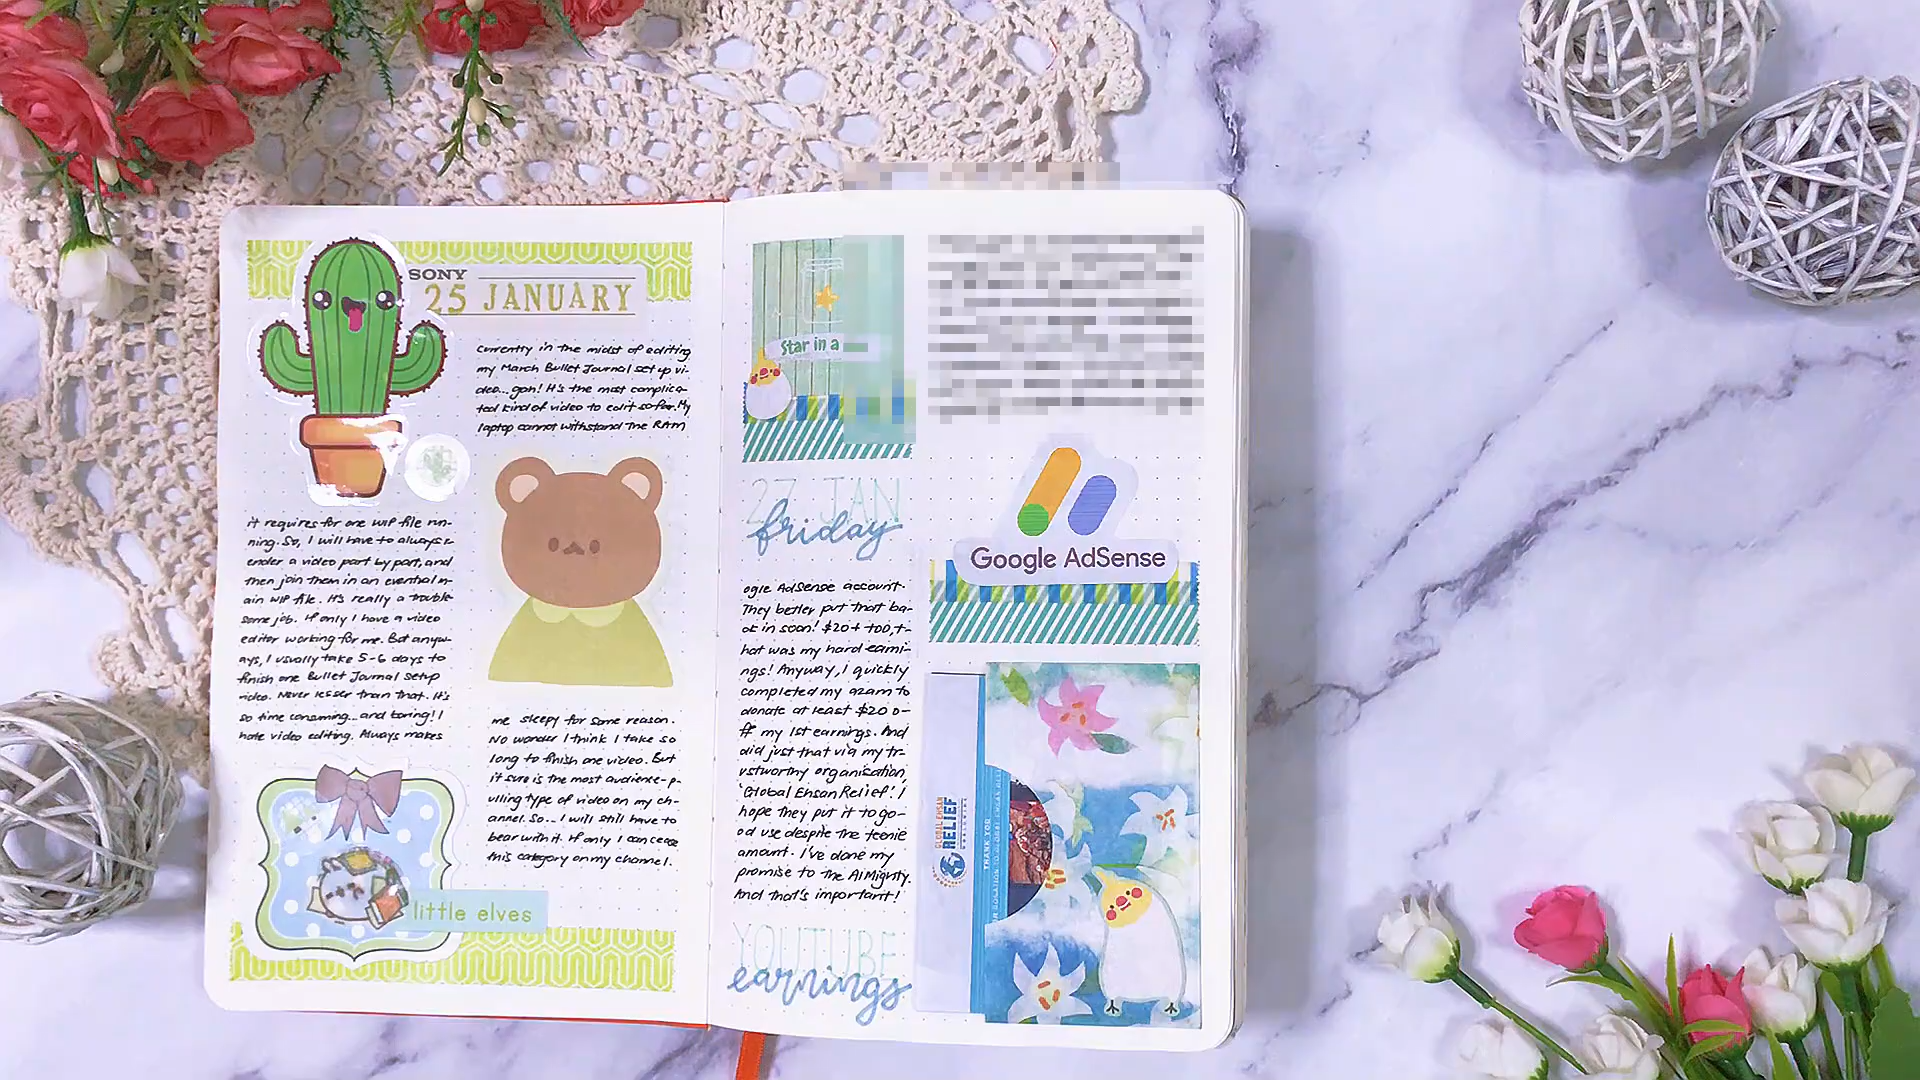 SONY
25 JANUARY
Currently in the midst of editing
my March Bullet Journal set up vi-
deo... gah! It's the most complica-
ted kind of video to edit so far. My
laptop cannot withstand the RAM
it requires for one WIP file run-
ning. So, I will have to always r-
ender a video part by part, and
then join them in an eventual m-
ain WIP file. It's really a trouble
some job. If only I have a video
editor working for me. But anyw-
ays, I usually take 5-6 days to
finish one Bullet Journal setup
video. Never lesser than that. It's
so time consuming... and boring! I
hate video editing. Always makes
me sleepy for some reason.
No wonder I think I take so
long to finish one video. But
it sure is the most audience-p-
ulling type of video on my ch-
annel. So... I will still have to
bear with it. If only I can cease
this category on my channel.
little elves
Star in a
27 JAN
friday
ogle AdSense account.
They better put that ba-
ck in soon! $20+ too, t-
hat was my hard earni-
ngs! Anyway, I quickly
completed my azam to
donate at least $20 o-
ff my 1st earnings. And
did just that via my tr-
ustworthy organisation,
'Global Ehsan Relief'. I
hope they put it to go-
od use despite the teenie
amount. I've done my
promise to the AlMighty.
And that's important!
YOUTUBE
earnings
Google AdSense
GLOBAL EHSAN
RELIEF
THANK YOU